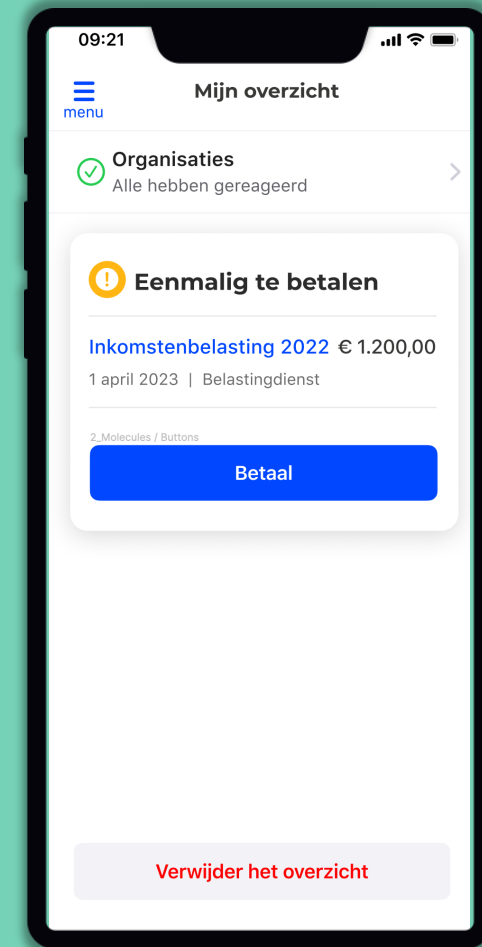 09:21
Mijn overzicht
menu
Organisaties
Alle hebben gereageerd
Eenmalig te betalen
Inkomstenbelasting 2022 € 1.200,00
1 april 2023 | Belastingdienst
2_Molecules / Buttons
Betaal
Verwijder het overzicht